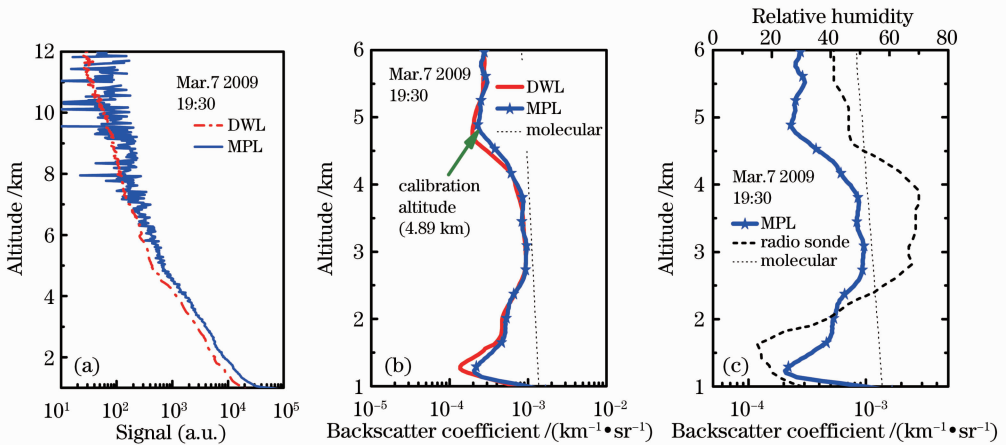 12
10
8
6
4
2
Altitude /km
Mar.7 2009
19:30
DWL
MPL
(a)
10¹ 10² 10³ 10⁴ 10⁵
Signal (a.u.)
6
5
4
3
2
1
Altitude /km
Mar.7 2009
19:30
DWL
MPL
molecular
calibration
altitude
(4.89 km)
(b)
10⁻⁵ 10⁻⁴ 10⁻³ 10⁻²
Backscatter coefficient /(km⁻¹•sr⁻¹)
Relative humidity
0 20 40 60 80
6
5
4
3
2
1
Altitude /km
Mar.7 2009
19:30
MPL
radio sonde
molecular
(c)
10⁻⁴ 10⁻³
Backscatter coefficient /(km⁻¹•sr⁻¹)